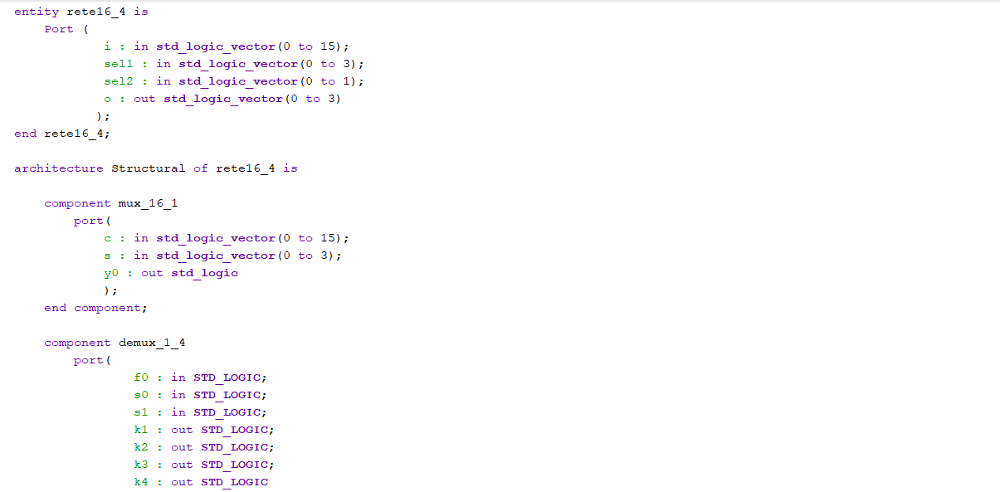 entity rete16_4 is
Port (
i : in std_logic_vector(0 to 15);
sel1 : in std_logic_vector(0 to 3);
sel2 : in std_logic_vector(0 to 1);
o : out std_logic_vector(0 to 3)
);
end rete16_4;
architecture Structural of rete16_4 is
component mux_16_1
port(
c : in std_logic_vector(0 to 15);
s : in std_logic_vector(0 to 3);
y0 : out std_logic
);
end component;
component demux_1_4
port(
f0 : in STD_LOGIC;
s0 : in STD_LOGIC;
s1 : in STD_LOGIC;
k1 : out STD_LOGIC;
k2 : out STD_LOGIC;
k3 : out STD_LOGIC;
k4 : out STD_LOGIC